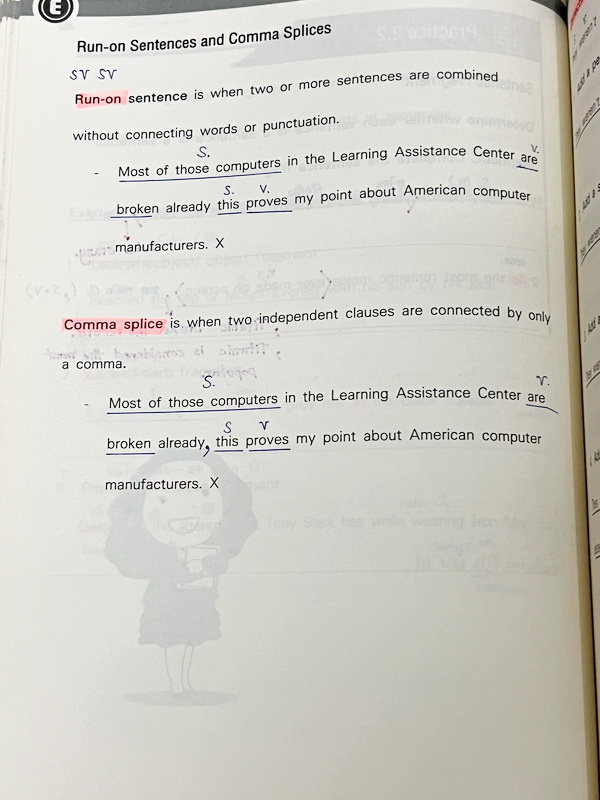 E
Run-on Sentences and Comma Splices
SV SV
Run-on sentence is when two or more sentences are combined
without connecting words or punctuation.
S. V.
- Most of those computers in the Learning Assistance Center are
S. V.
broken already this proves my point about American computer
manufacturers. X
Comma splice is when two independent clauses are connected by only
a comma.
S. V.
- Most of those computers in the Learning Assistance Center are
S V
broken already, this proves my point about American computer
manufacturers. X